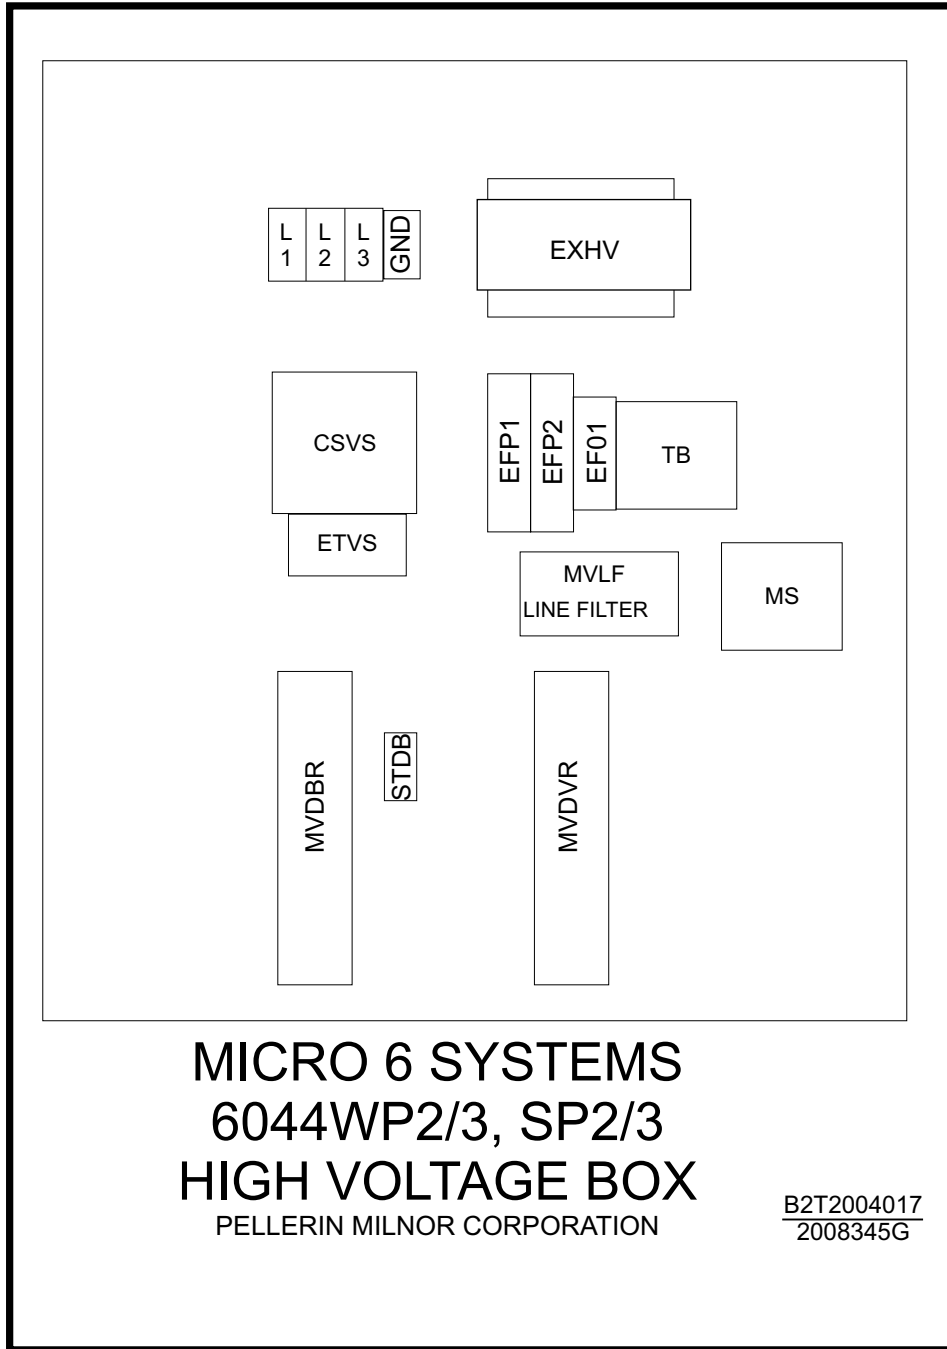 L
1
L
2
L
3
GND
EXHV
CSVS
ETVS
EFP1
EFP2
EF01
TB
MVLF
LINE FILTER
MS
MVDBR
STDB
MVDVR
MICRO 6 SYSTEMS
6044WP2/3, SP2/3
HIGH VOLTAGE BOX
PELLERIN MILNOR CORPORATION
B2T2004017
2008345G